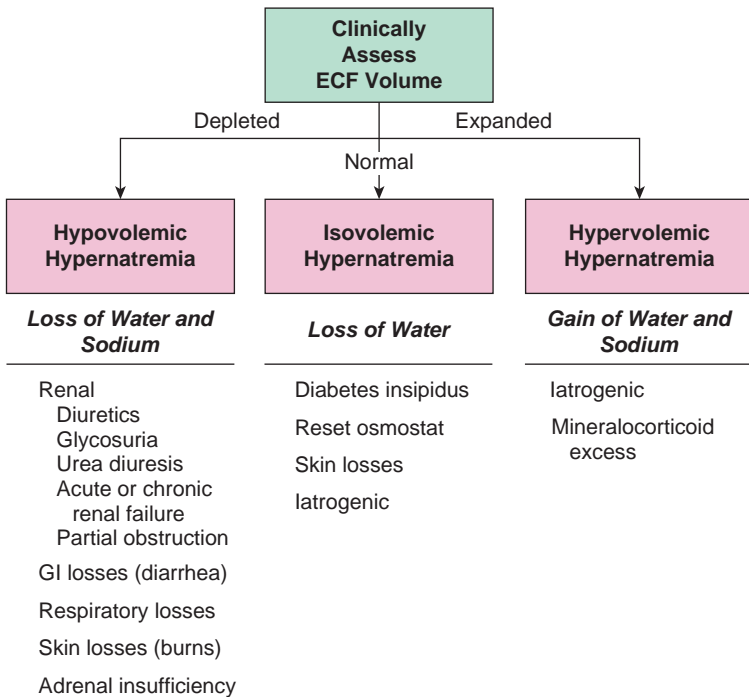 Clinically
Assess
ECF Volume
Depleted
Expanded
Normal
Hypovolemic
Hypernatremia
Loss of Water and
Sodium
Renal
Diuretics
Glycosuria
Urea diuresis
Acute or chronic
renal failure
Partial obstruction
GI losses (diarrhea)
Respiratory losses
Skin losses (burns)
Adrenal insufficiency
Isovolemic
Hypernatremia
Loss of Water
Diabetes insipidus
Reset osmostat
Skin losses
Iatrogenic
Hypervolemic
Hypernatremia
Gain of Water and
Sodium
Iatrogenic
Mineralocorticoid
excess